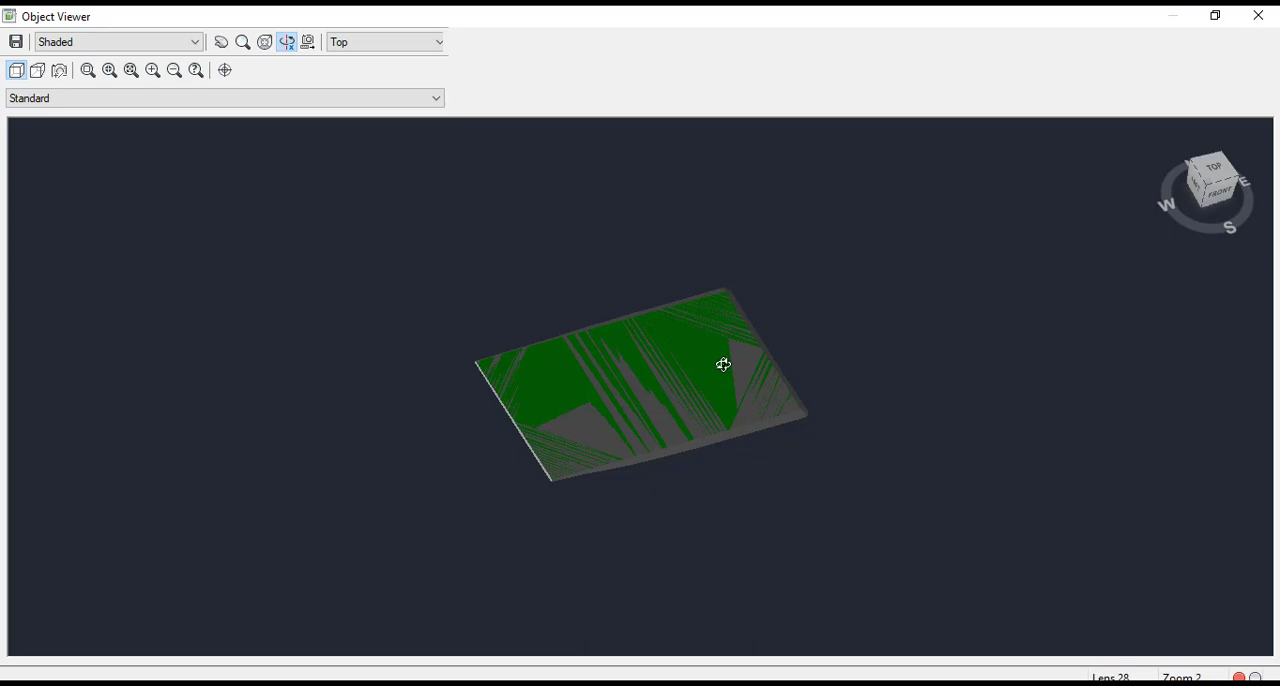 Object Viewer
Shaded
Top
Standard
TOP
FRONT
W
E
S
Lens 28
Zoom 2